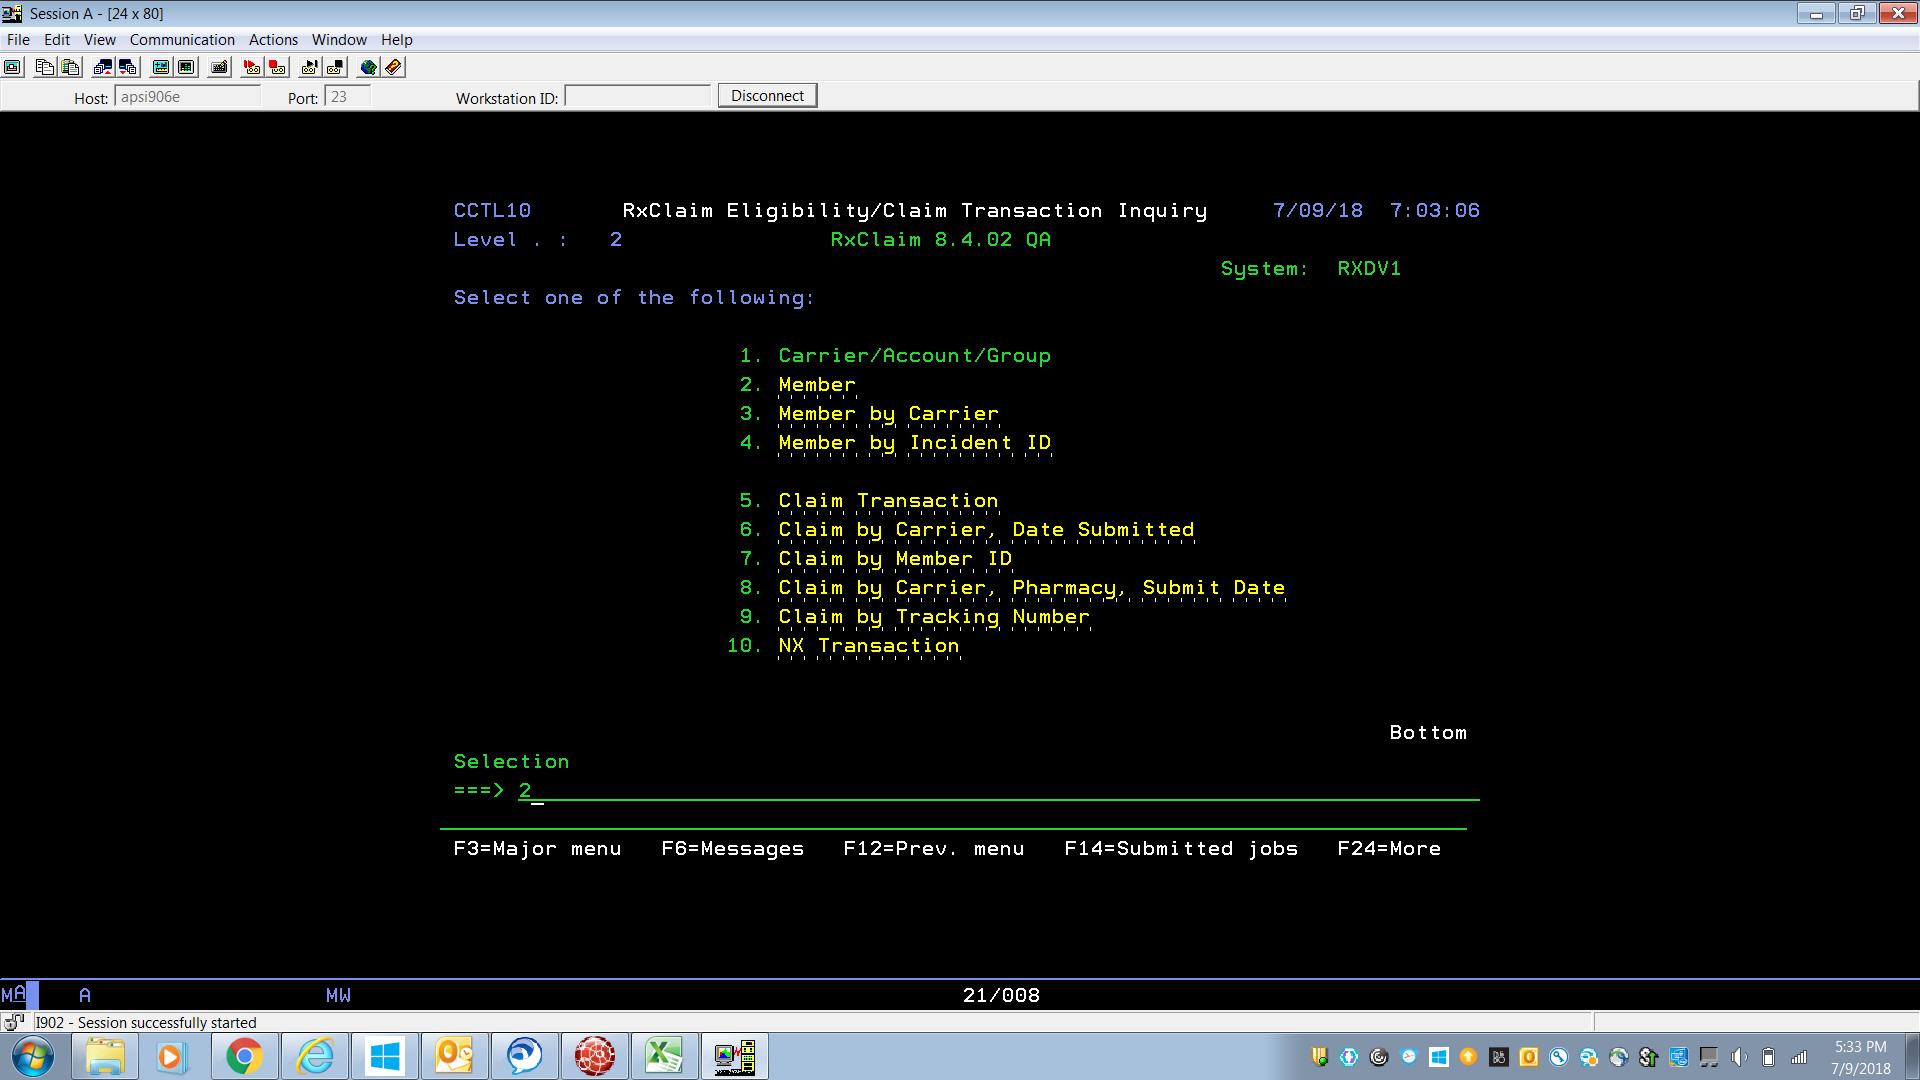 Session A - [24 x 80]
File Edit View Communication Actions Window Help
Host: apsi906e Port: 23 Workstation ID: Disconnect
CCTL10 RxClaim Eligibility/Claim Transaction Inquiry 7/09/18 7:03:06
Level . : 2 RxClaim 8.4.02 QA
System: RXDV1
Select one of the following:
1. Carrier/Account/Group
2. Member
3. Member by Carrier
4. Member by Incident ID
5. Claim Transaction
6. Claim by Carrier, Date Submitted
7. Claim by Member ID
8. Claim by Carrier, Pharmacy, Submit Date
9. Claim by Tracking Number
10. NX Transaction
Bottom
Selection
===> 2
F3=Major menu F6=Messages F12=Prev. menu F14=Submitted jobs F24=More
MA A MW 21/008
I902 - Session successfully started
5:33 PM
7/9/2018